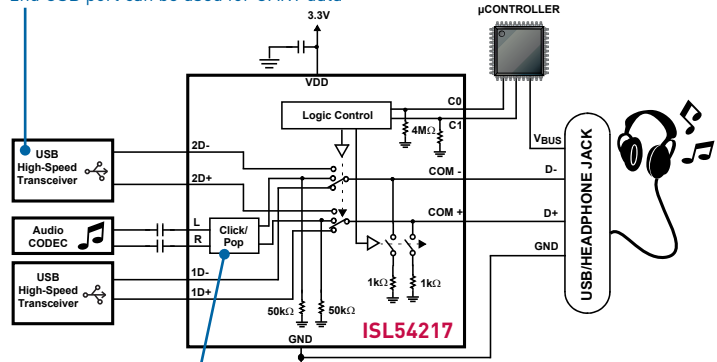 2nd USB port can be used for UART data
3.3V
µCONTROLLER
VDD
Logic Control
C0
C1
4MΩ
USB
High-Speed
Transceiver
2D-
2D+
VBUS
COM -
D-
COM +
D+
Audio
CODEC
L
R
Click/
Pop
GND
USB
High-Speed
Transceiver
1D-
1D+
50kΩ
50kΩ
1kΩ
1kΩ
ISL54217
GND
USB/HEADPHONE JACK